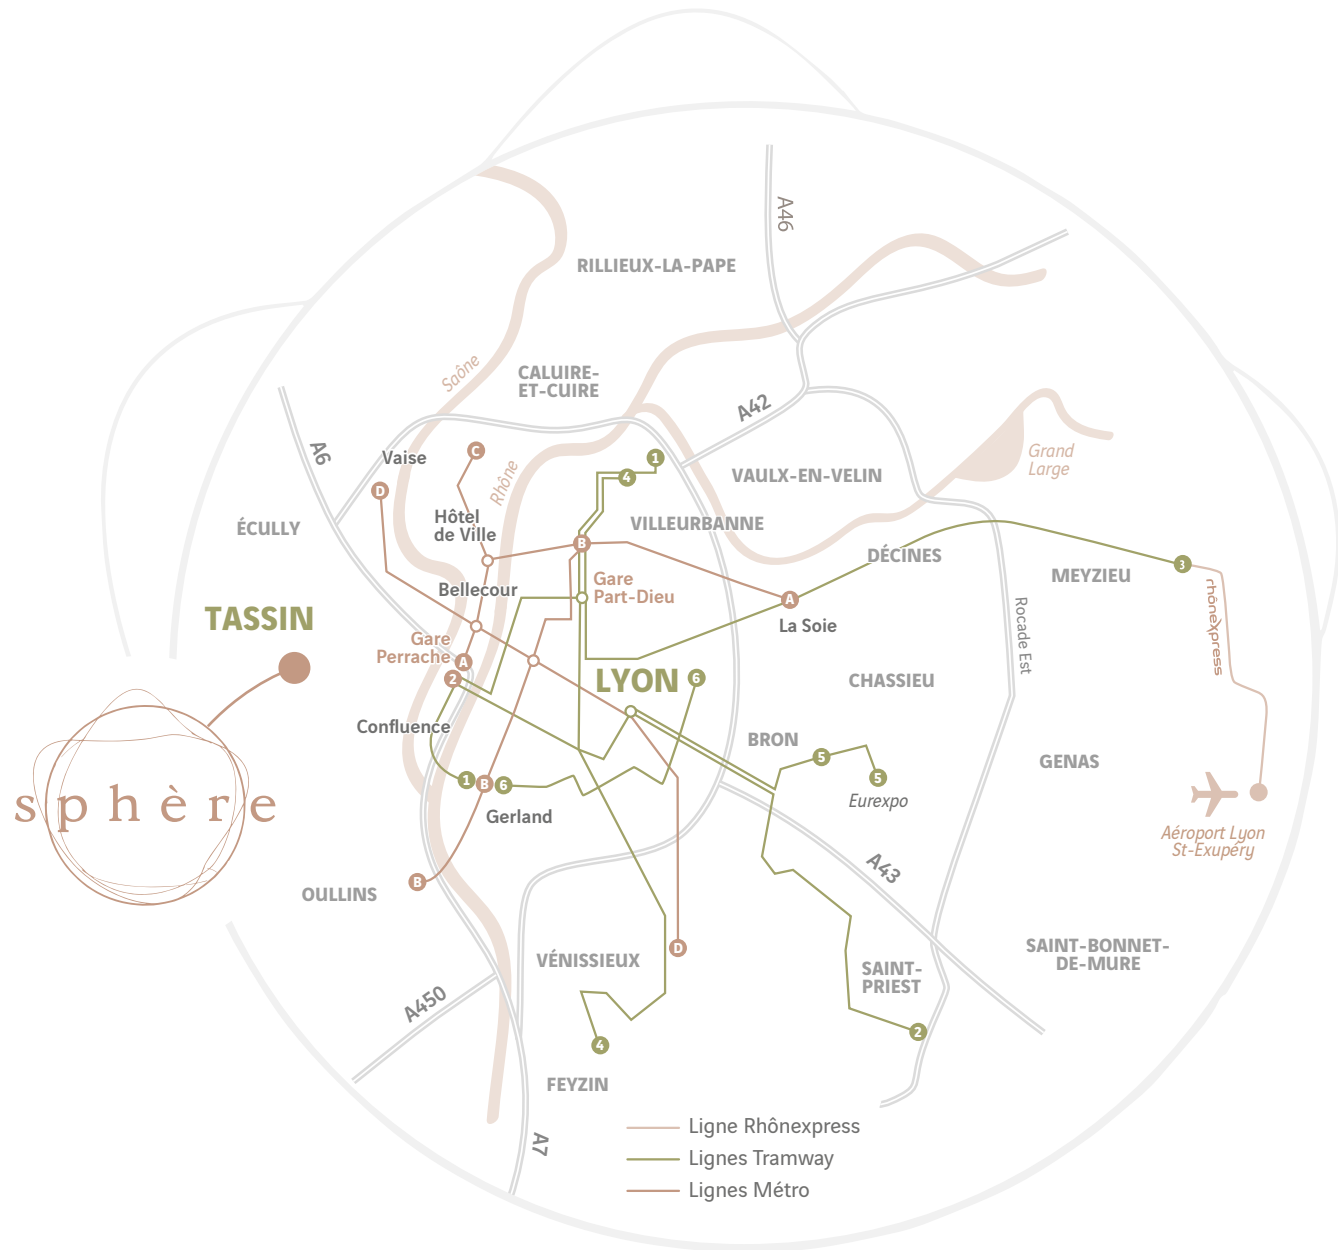 A46
RILLIEUX-LA-PAPE
Saône
CALUIRE-
ET-CUIRE
A42
A6
Vaise
C
1
Grand
Large
D
Rhône
4
VAULX-EN-VELIN
Hôtel
de Ville
VILLEURBANNE
ÉCULLY
B
DÉCINES
3
MEYZIEU
Bellecour
Gare
Part-Dieu
A
La Soie
TASSIN
Rocade Est
rhônexpress
Gare
Perrache
A
2
LYON
6
CHASSIEU
Confluence
BRON
5
GENAS
1
B
6
5
Eurexpo
sphère
Gerland
Aéroport Lyon
St-Exupéry
A43
OULLINS
B
D
VÉNISSIEUX
SAINT-
PRIEST
SAINT-BONNET-
DE-MURE
A450
4
2
FEYZIN
A7
Ligne Rhônexpress
Lignes Tramway
Lignes Métro